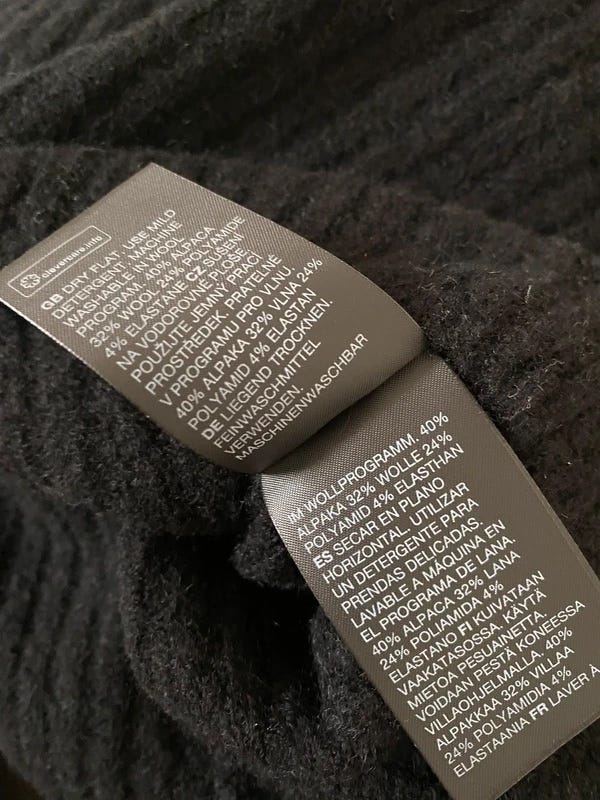 clevercare.info
GB DRY FLAT. USE MILD
DETERGENT. MACHINE
WASHABLE IN WOOL
PROGRAM. 40% ALPACA
32% WOOL 24% POLYAMIDE
4% ELASTANE CZ SUŠENÍ
NA VODOROVNÉ PLOŠE.
POUŽIJTE JEMNÝ PRACÍ
PROSTŘEDEK. PRATELNÉ
V PROGRAMU PRO VLNU.
40% ALPAKA 32% VLNA 24%
POLYAMID 4% ELASTAN
DE LIEGEND TROCKNEN.
FEINWASCHMITTEL
VERWENDEN.
MASCHINENWASCHBAR
IM WOLLPROGRAMM. 40%
ALPAKA 32% WOLLE 24%
POLYAMID 4% ELASTHAN
ES SECAR EN PLANO
HORIZONTAL. UTILIZAR
UN DETERGENTE PARA
PRENDAS DELICADAS.
LAVABLE A MÁQUINA EN
EL PROGRAMA DE LANA.
40% ALPACA 32% LANA
24% POLIAMIDA 4%
ELASTANO FI KUIVATAAN
VAAKATASOSSA. KÄYTÄ
MIETOA PESUAINETTA.
VOIDAAN PESTÄ KONEESSA
VILLAOHJELMALLA. 40%
ALPAKKAA 32% VILLAA
24% POLYAMIDIA 4%
ELASTAANIA FR LAVER À